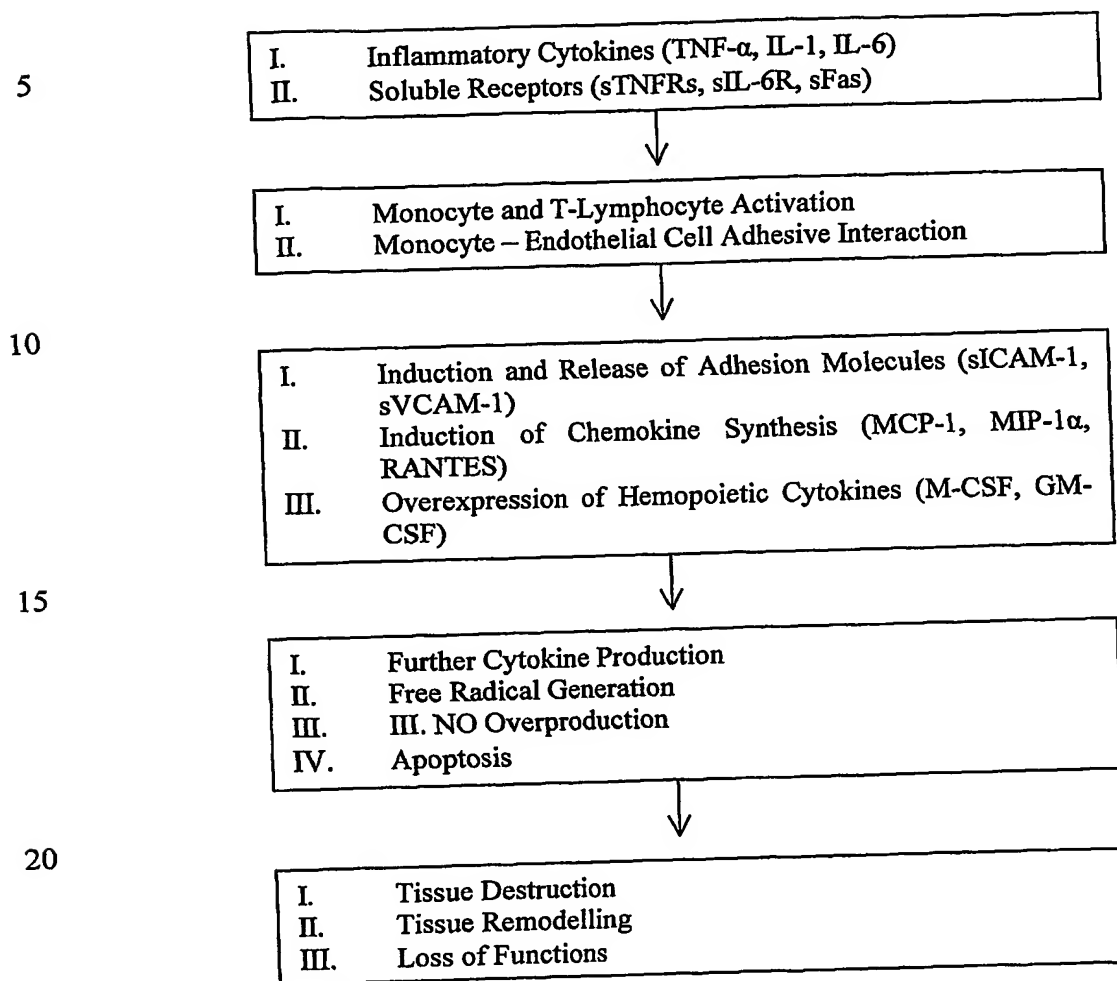 I. Inflammatory Cytokines (TNF-α, IL-1, IL-6)
5
II. Soluble Receptors (sTNFRs, sIL-6R, sFas)
I. Monocyte and T-Lymphocyte Activation
II. Monocyte – Endothelial Cell Adhesive Interaction
10
I. Induction and Release of Adhesion Molecules (sICAM-1,
sVCAM-1)
II. Induction of Chemokine Synthesis (MCP-1, MIP-1α,
RANTES)
III. Overexpression of Hemopoietic Cytokines (M-CSF, GM-
CSF)
15
I. Further Cytokine Production
II. Free Radical Generation
III. III. NO Overproduction
IV. Apoptosis
20
I. Tissue Destruction
II. Tissue Remodelling
III. Loss of Functions